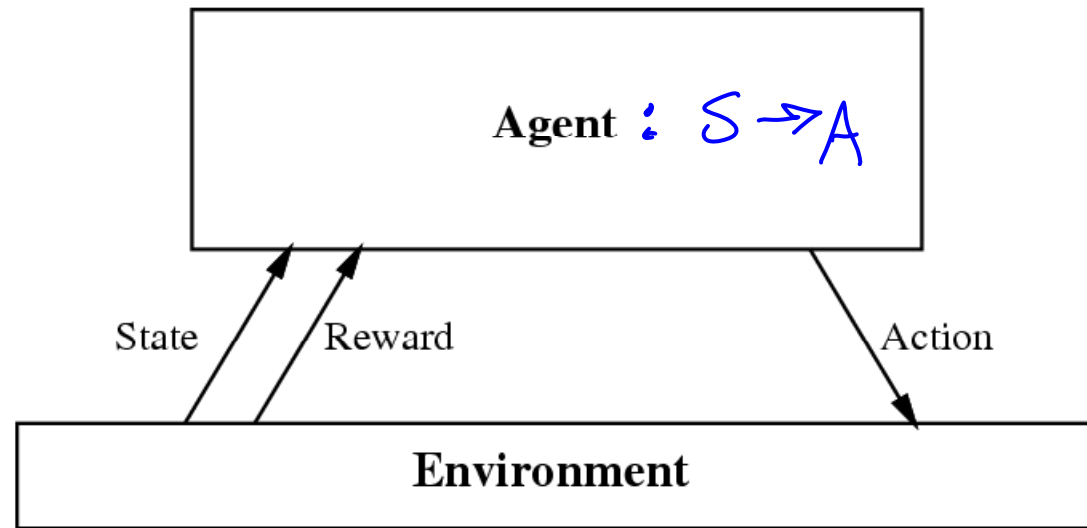 Agent : S → A
State
Reward
Action
Environment